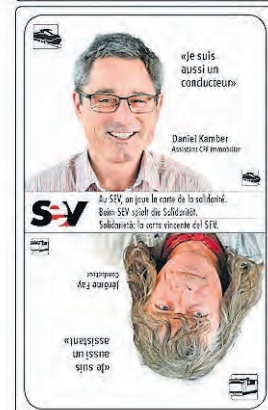 «Je suis
aussi un
conducteur»
Daniel Kamber
Assistant CFF Immobilier
SeV
Au SEV, on joue la carte de la solidarité.
Beim SEV spielt die Solidarität.
Solidarietà: la carta vincente del SEV.
Jérôme Fay
Conducteur
«Je suis
aussi un
assistant»